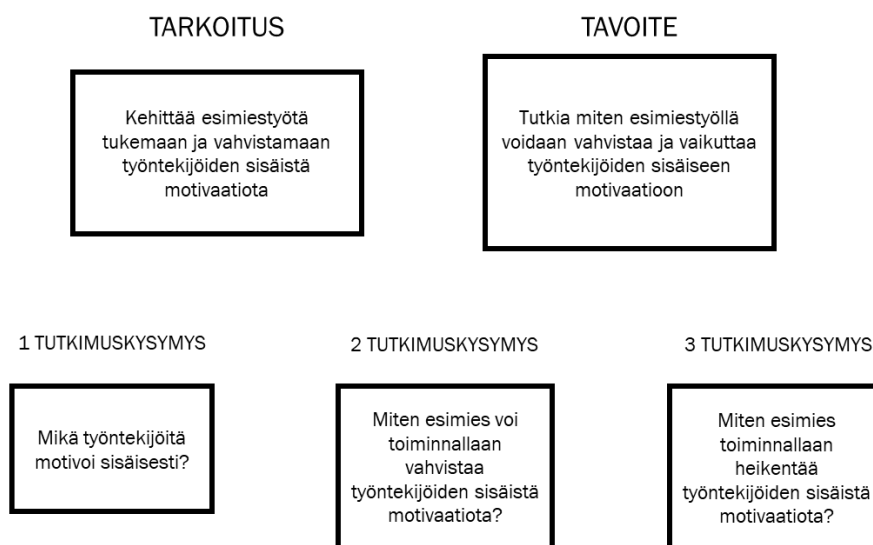 TARKOITUS
Kehittää esimiestyötä
tukemaan ja vahvistamaan
työntekijöiden sisäistä
motivaatiota
TAVOITE
Tutkia miten esimiestyöllä
voidaan vahvistaa ja vaikuttaa
työntekijöiden sisäiseen
motivaatioon
1 TUTKIMUSKYSYMYS
Mikä työntekijöitä
motivoi sisäisesti?
2 TUTKIMUSKYSYMYS
Miten esimies voi
toiminnallaan
vahvistaa
työntekijöiden sisäistä
motivaatiota?
3 TUTKIMUSKYSYMYS
Miten esimies
toiminnallaan
heikentää
työntekijöiden sisäistä
motivaatiota?